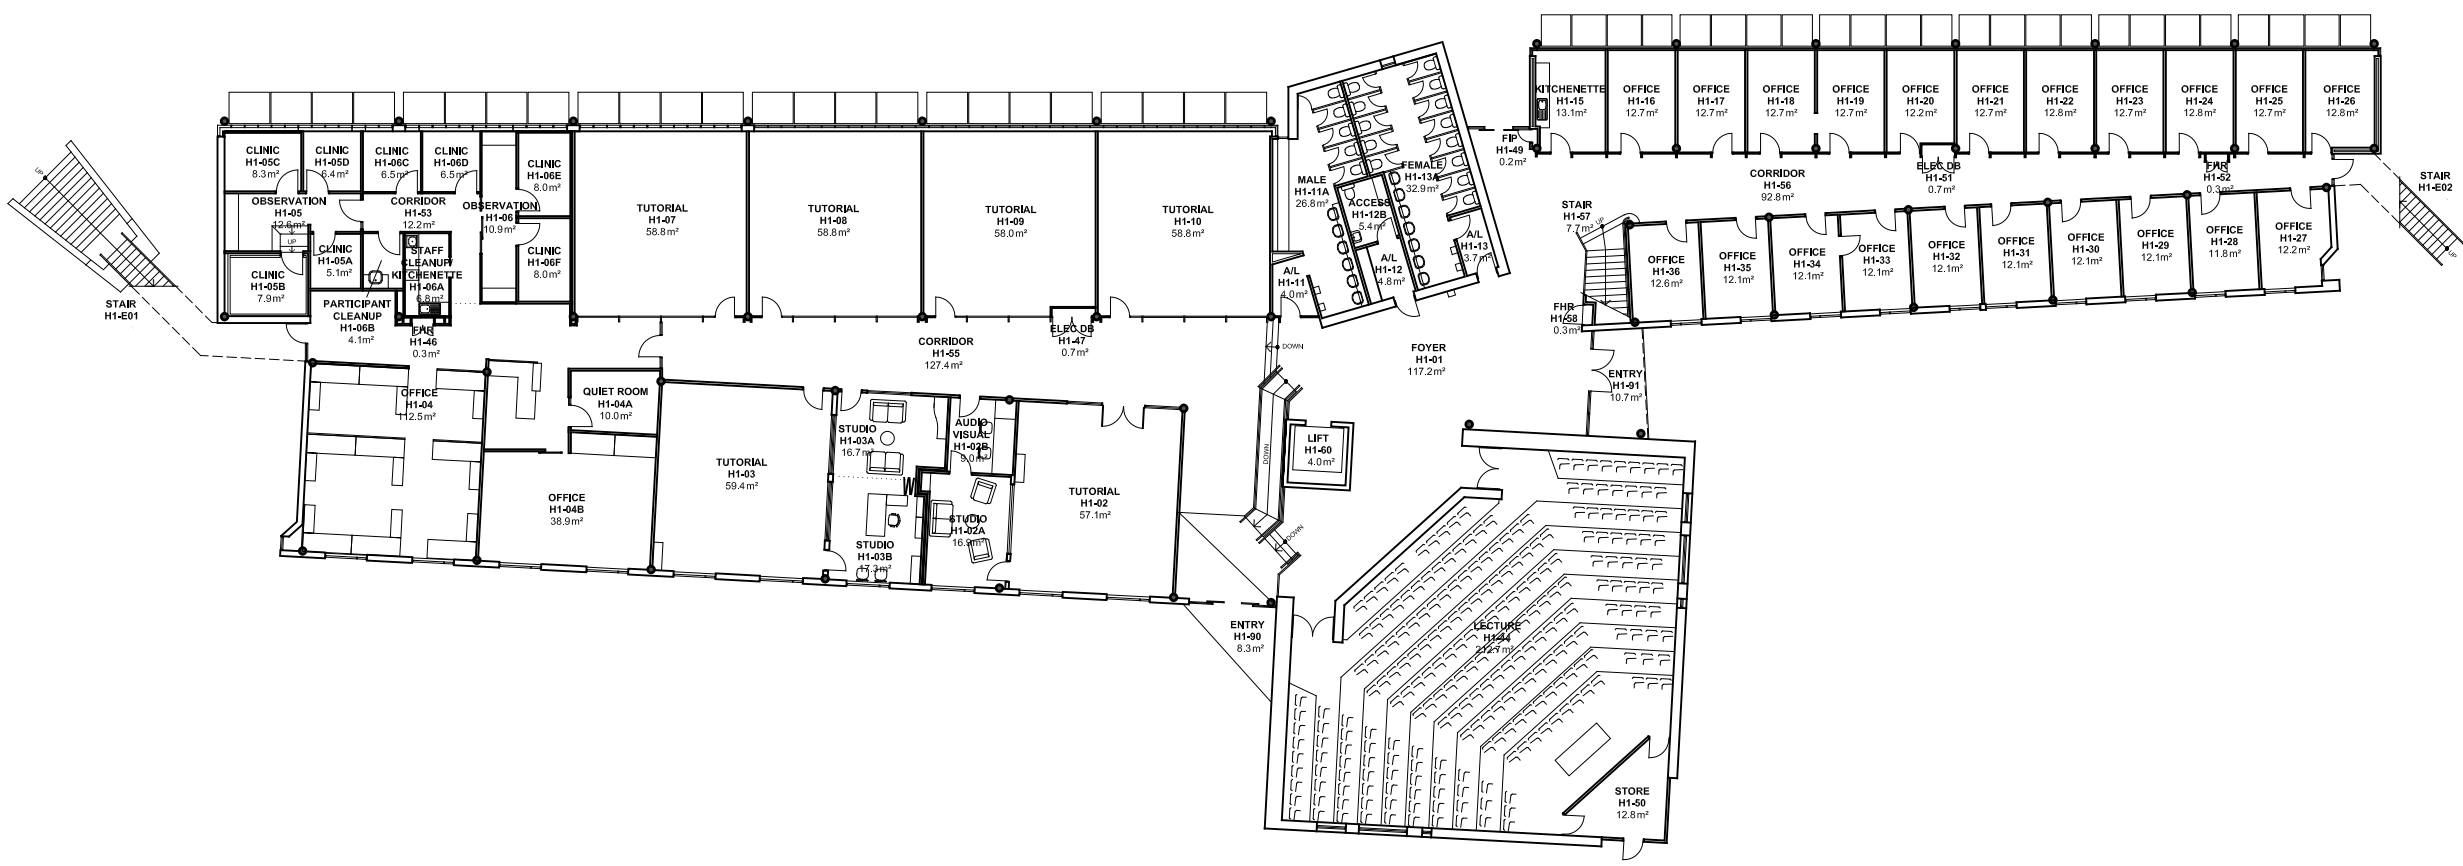 KITCHENETTE
H1-15
13.1m²
OFFICE
H1-16
12.7m²
OFFICE
H1-17
12.7m²
OFFICE
H1-18
12.7m²
OFFICE
H1-19
12.7m²
OFFICE
H1-20
12.2m²
OFFICE
H1-21
12.7m²
OFFICE
H1-22
12.8m²
OFFICE
H1-23
12.7m²
OFFICE
H1-24
12.8m²
OFFICE
H1-25
12.7m²
OFFICE
H1-26
12.8m²
FIP
H1-49
0.2m²
ELEC DB
H1-51
0.7m²
FHR
H1-52
0.3m²
CORRIDOR
H1-56
92.8m²
STAIR
H1-E02
UP
STAIR
H1-57
7.7m²
UP
OFFICE
H1-36
12.6m²
OFFICE
H1-35
12.1m²
OFFICE
H1-34
12.1m²
OFFICE
H1-33
12.1m²
OFFICE
H1-32
12.1m²
OFFICE
H1-31
12.1m²
OFFICE
H1-30
12.1m²
OFFICE
H1-29
12.1m²
OFFICE
H1-28
11.8m²
OFFICE
H1-27
12.2m²
FHR
H1-58
0.3m²
CLINIC
H1-05C
8.3m²
CLINIC
H1-05D
6.4m²
CLINIC
H1-06C
6.5m²
CLINIC
H1-06D
6.5m²
CLINIC
H1-06E
8.0m²
UP
OBSERVATION
H1-05
12.6m²
CORRIDOR
H1-53
12.2m²
OBSERVATION
H1-06
10.9m²
UP
CLINIC
H1-05A
5.1m²
STAFF
CLEANUP/
KITCHENETTE
H1-06A
6.8m²
CLINIC
H1-06F
8.0m²
CLINIC
H1-05B
7.9m²
STAIR
H1-E01
PARTICIPANT
CLEANUP
H1-06B
4.1m²
FHR
H1-46
0.3m²
TUTORIAL
H1-07
58.8m²
TUTORIAL
H1-08
58.8m²
TUTORIAL
H1-09
58.0m²
TUTORIAL
H1-10
58.8m²
MALE
H1-11A
26.8m²
FEMALE
H1-13A
32.9m²
ACCESS
H1-12B
5.4m²
A/L
H1-13
3.7m²
A/L
H1-12
4.8m²
A/L
H1-11
4.0m²
CORRIDOR
H1-55
127.4m²
ELEC DB
H1-47
0.7m²
DOWN
FOYER
H1-01
117.2m²
ENTRY
H1-91
10.7m²
OFFICE
H1-04
112.5m²
QUIET ROOM
H1-04A
10.0m²
STUDIO
H1-03A
16.7m²
AUDIO
VISUAL
H1-02B
9.0m²
LIFT
H1-60
4.0m²
DOWN
TUTORIAL
H1-03
59.4m²
TUTORIAL
H1-02
57.1m²
OFFICE
H1-04B
38.9m²
STUDIO
H1-02A
16.9m²
STUDIO
H1-03B
17.3m²
DOWN
ENTRY
H1-90
8.3m²
LECTURE
H1-44
212.7m²
STORE
H1-50
12.8m²